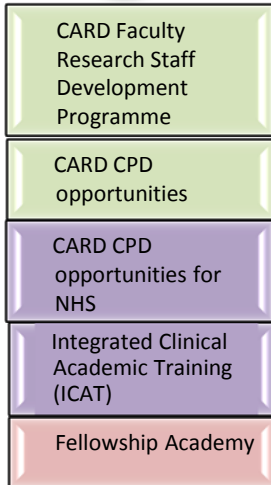 CARD Faculty
Research Staff
Development
Programme
CARD CPD
opportunities
CARD CPD
opportunities for
NHS
Integrated Clinical
Academic Training
(ICAT)
Fellowship Academy